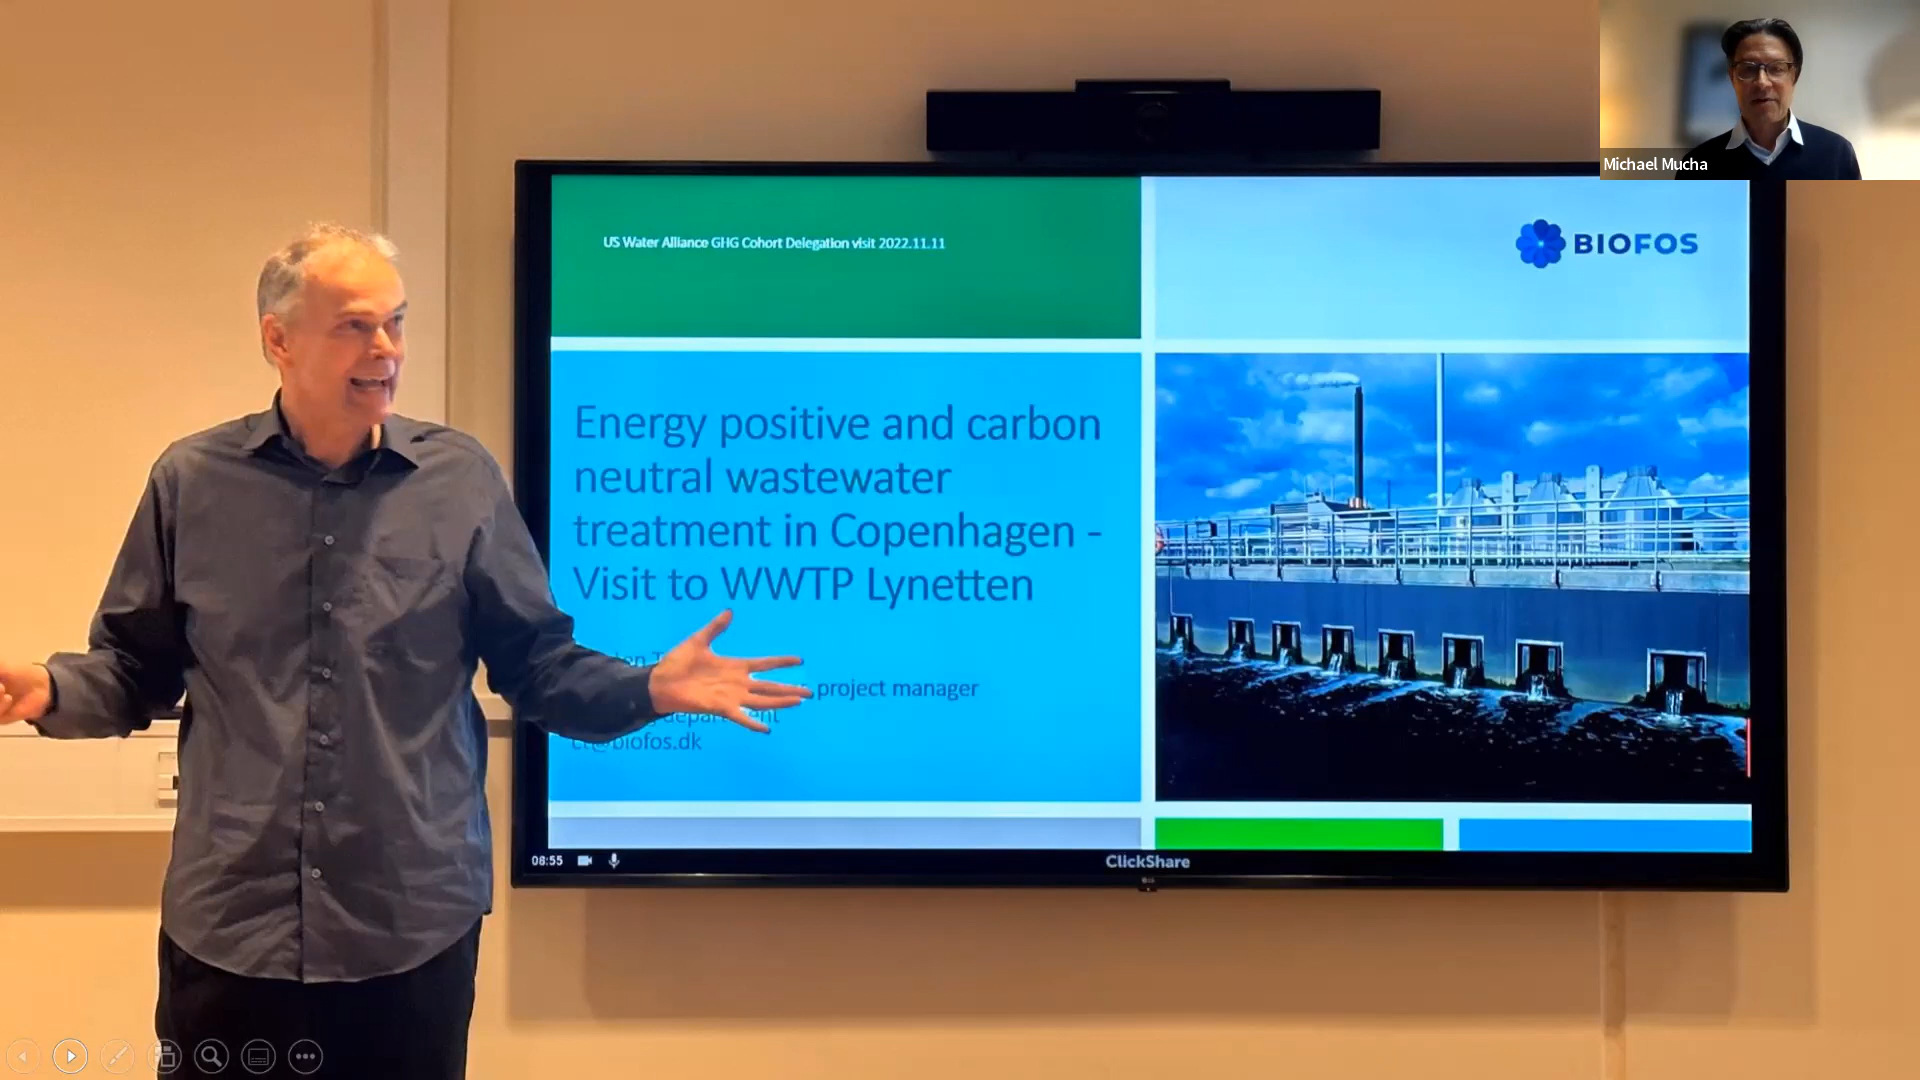 US Water Alliance GHG Cohort Delegation visit 2022.11.11
BIOFOS
Energy positive and carbon
neutral wastewater
treatment in Copenhagen -
Visit to WWTP Lynetten
project manager
@biofos.dk
08:55
ClickShare
LG
Michael Mucha